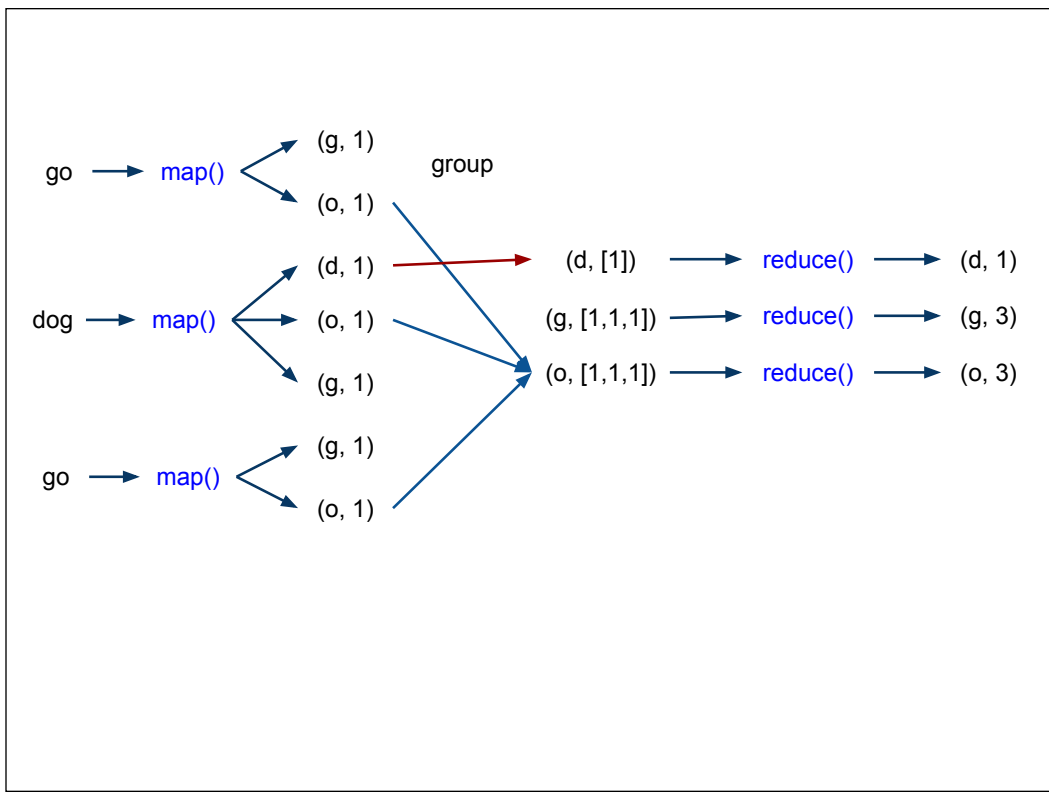 go map() (g, 1)
(o, 1)
group
dog map() (d, 1)
(o, 1)
(g, 1)
go map() (g, 1)
(o, 1)
(d, [1]) reduce() (d, 1)
(g, [1,1,1]) reduce() (g, 3)
(o, [1,1,1]) reduce() (o, 3)